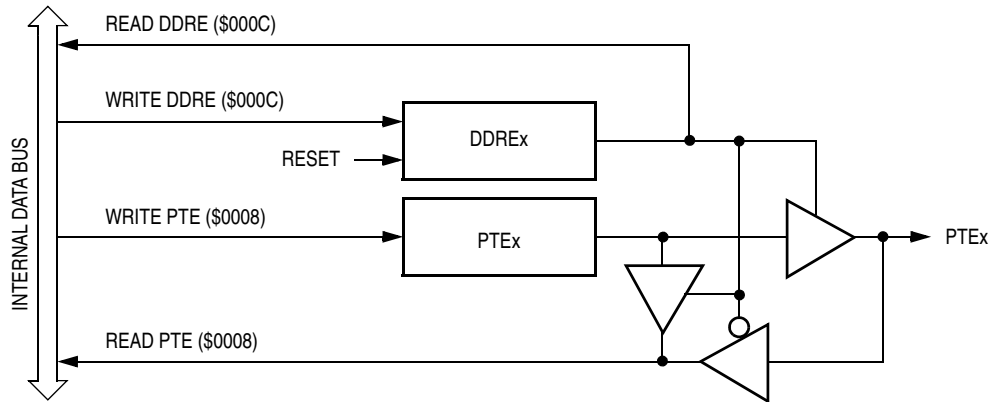 READ DDRE ($000C)
WRITE DDRE ($000C)
DDREx
RESET
WRITE PTE ($0008)
PTEx
PTEx
READ PTE ($0008)
INTERNAL DATA BUS